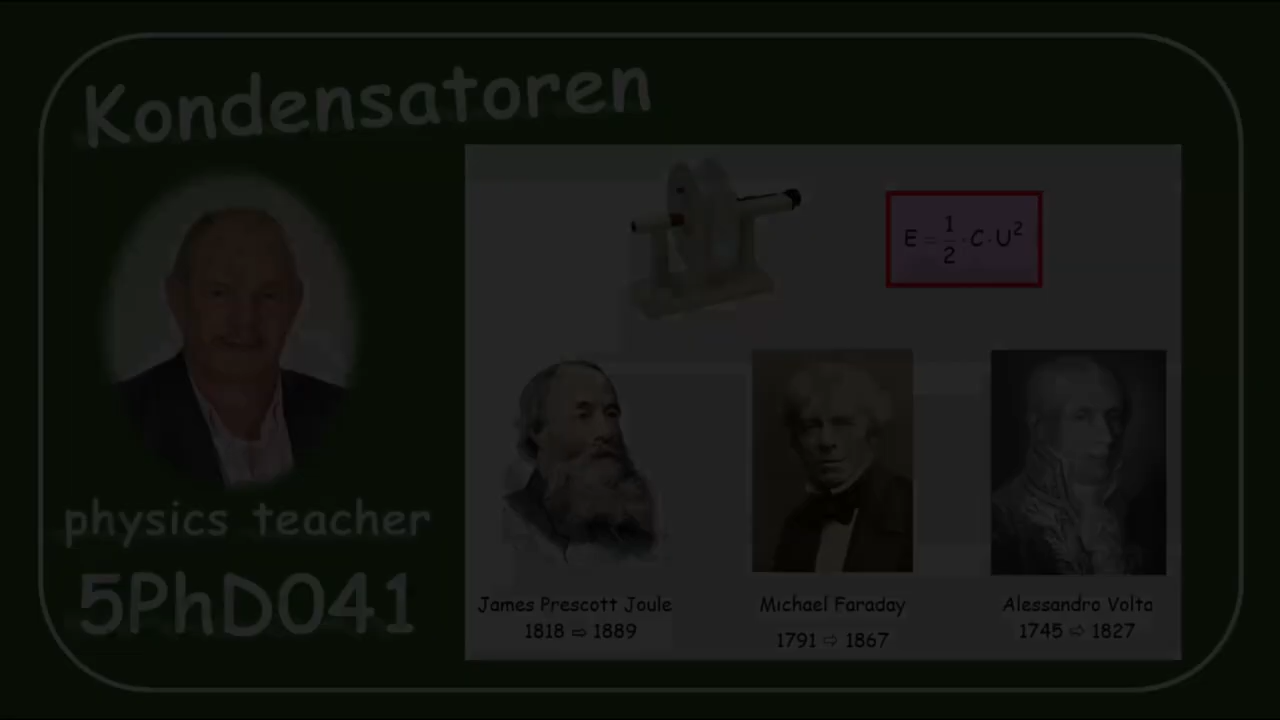 Kondensatoren
E = 1/2 · C · U²
physics teacher
5PhD041
James Prescott Joule
1818 ⇨ 1889
Michael Faraday
1791 ⇨ 1867
Alessandro Volta
1745 ⇨ 1827